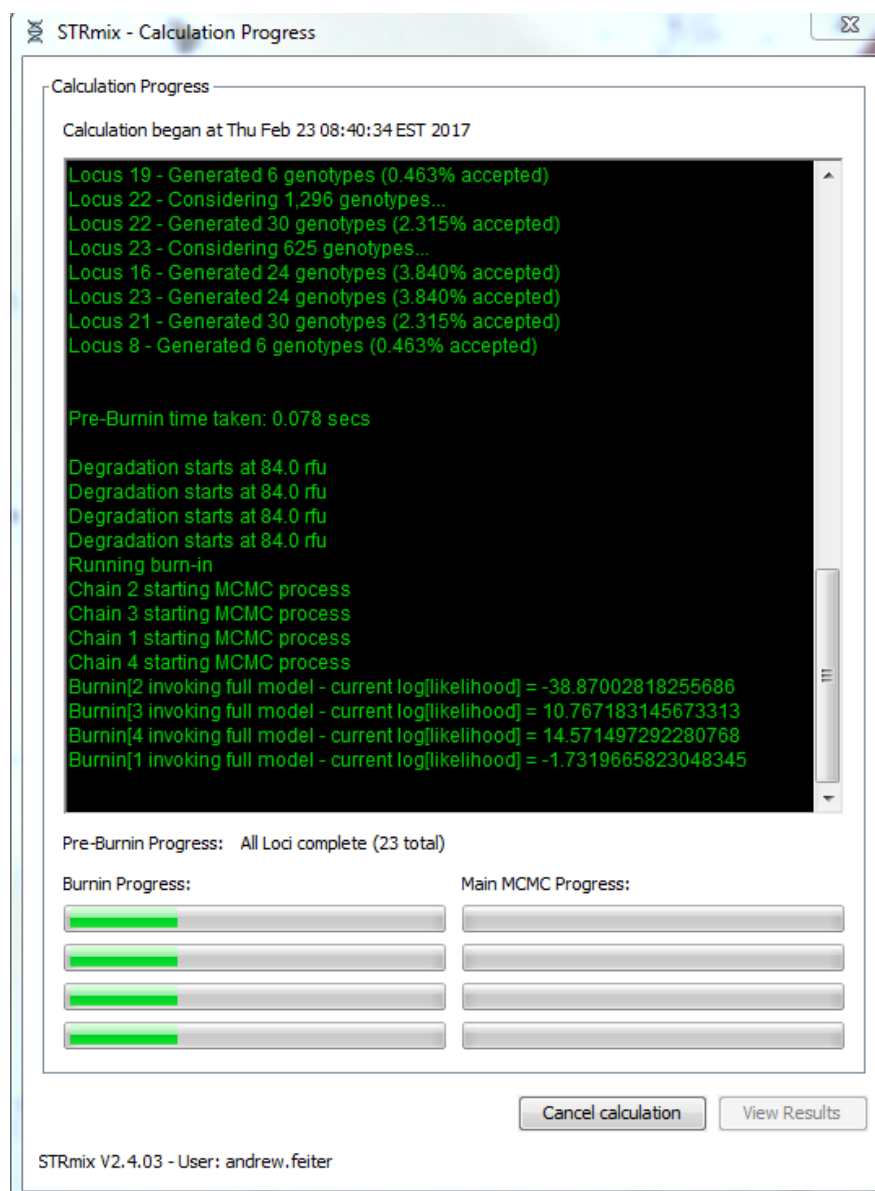 STRmix - Calculation Progress
Calculation Progress
Calculation began at Thu Feb 23 08:40:34 EST 2017
Locus 19 - Generated 6 genotypes (0.463% accepted)
Locus 22 - Considering 1,296 genotypes...
Locus 22 - Generated 30 genotypes (2.315% accepted)
Locus 23 - Considering 625 genotypes...
Locus 16 - Generated 24 genotypes (3.840% accepted)
Locus 23 - Generated 24 genotypes (3.840% accepted)
Locus 21 - Generated 30 genotypes (2.315% accepted)
Locus 8 - Generated 6 genotypes (0.463% accepted)
Pre-Burnin time taken: 0.078 secs
Degradation starts at 84.0 rfu
Degradation starts at 84.0 rfu
Degradation starts at 84.0 rfu
Degradation starts at 84.0 rfu
Running burn-in
Chain 2 starting MCMC process
Chain 3 starting MCMC process
Chain 1 starting MCMC process
Chain 4 starting MCMC process
Burnin[2 invoking full model - current log[likelihood] = -38.87002818255686
Burnin[3 invoking full model - current log[likelihood] = 10.767183145673313
Burnin[4 invoking full model - current log[likelihood] = 14.571497292280768
Burnin[1 invoking full model - current log[likelihood] = -1.7319665823048345
Pre-Burnin Progress: All Loci complete (23 total)
Burnin Progress: Main MCMC Progress:
Cancel calculation View Results
STRmix V2.4.03 - User: andrew.feiter